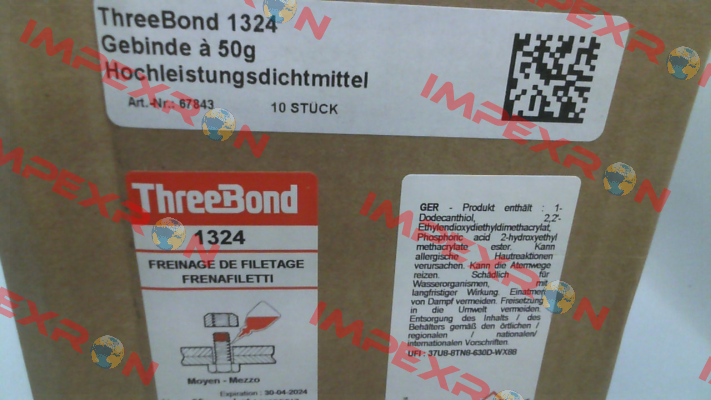 ThreeBond 1324
Gebinde à 50g
Hochleistungsdichtmittel
Art.-Nr.: 67843 10 STÜCK
ThreeBond
1324
FREINAGE DE FILETAGE
FRENAFILETTI
Moyen - Mezzo
Expiration : 30-04-2024
GER - Produkt enthält : 1-
Dodecanthiol, 2,2'-
Ethylendioxydiethyldimethacrylat,
Phosphoric acid 2-hydroxyethyl
methacrylate ester. Kann
allergische Hautreaktionen
verursachen. Kann die Atemwege
reizen. Schädlich für
Wasserorganismen, mit
langfristiger Wirkung. Einatmen
von Dampf vermeiden. Freisetzung
in die Umwelt vermeiden.
Entsorgung des Inhalts / des
Behälters gemäß den örtlichen /
regionalen / nationalen/
internationalen Vorschriften.
UFI : 37U8-8TN8-630D-WX88
IMPEXRON